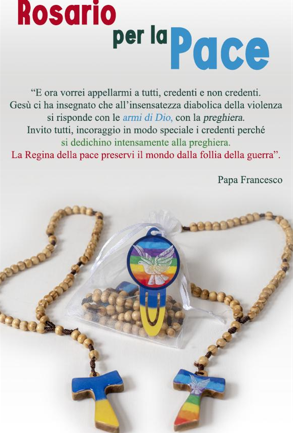 Rosario
per la
Pace
“E ora vorrei appellarmi a tutti, credenti e non credenti.
Gesù ci ha insegnato che all’insensatezza diabolica della violenza
si risponde con le armi di Dio, con la preghiera.
Invito tutti, incoraggio in modo speciale i credenti perché
si dedichino intensamente alla preghiera.
La Regina della pace preservi il mondo dalla follia della guerra”.
Papa Francesco